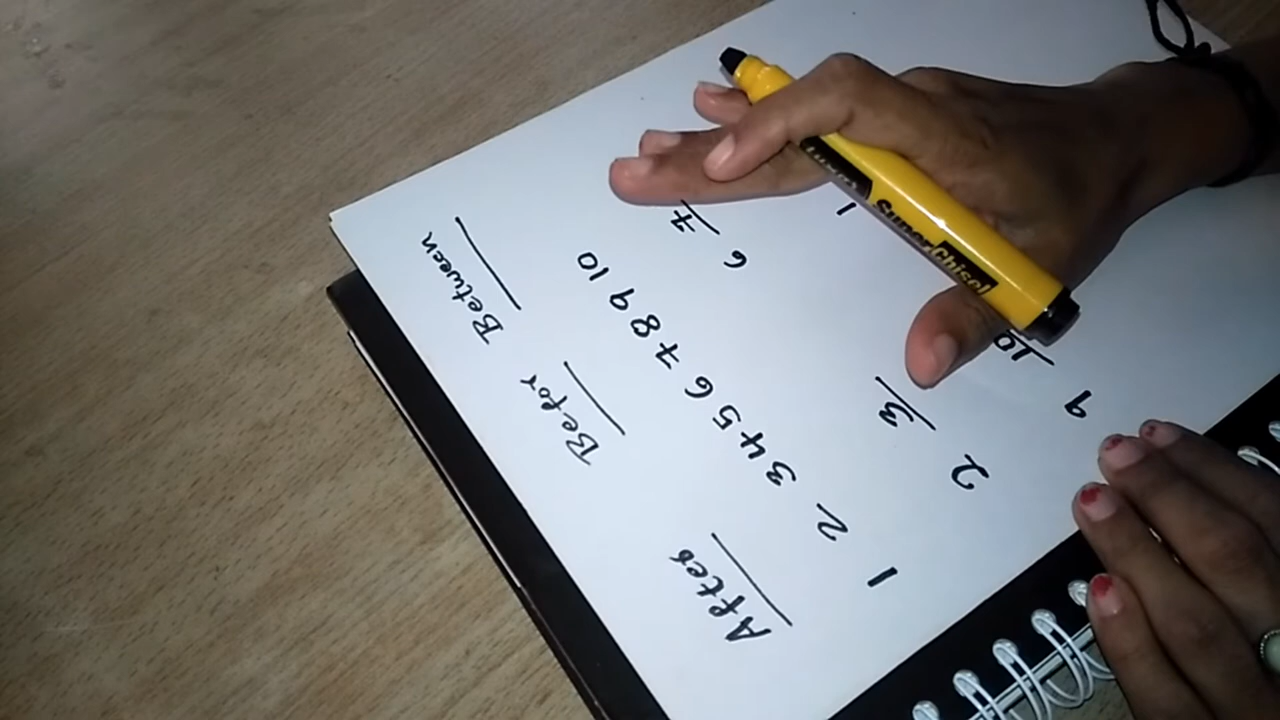 After Befor Between
1 2 3 4 5 6 7 8 9 10
2 3 6 7
9 10 1
SuperChisel